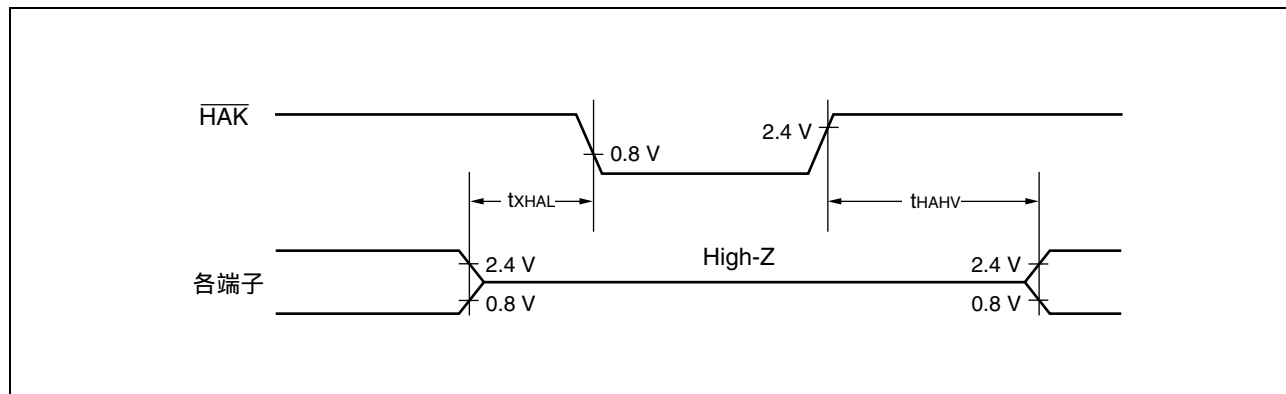 HAK
0.8 V
2.4 V
tXHAL
tHAHV
各端子
2.4 V
0.8 V
High-Z
2.4 V
0.8 V